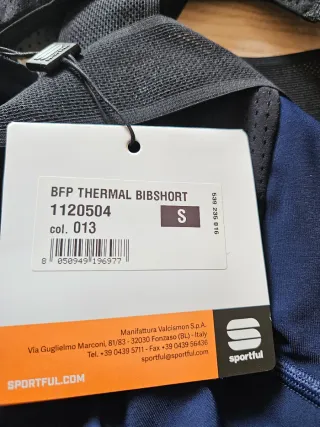 BFP THERMAL BIBSHORT
1120504
S
col. 013
8 050949 196977
Manifattura Valcismon S.p.A.
Via Guglielmo Marconi, 81/83 - 32030 Fonzaso (BL) - Italy
Tel. +39 0439 5711 - Fax +39 0439 56436
sportful@sportful.com
sportful
SPORTFUL.COM